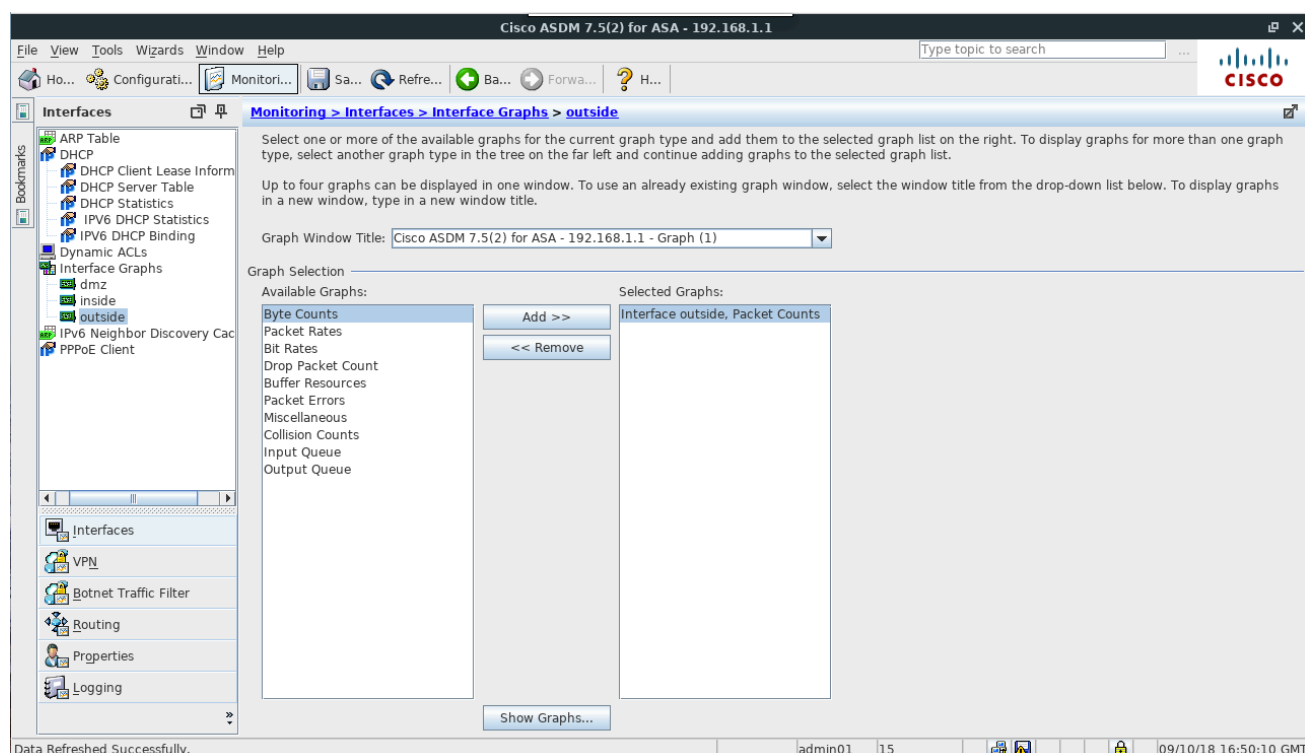 Cisco ASDM 7.5(2) for ASA - 192.168.1.1
File View Tools Wizards Window Help
Type topic to search
...
Ho... Configurati... Monitori... Sa... Refre... Ba... Forwa... H...
CISCO
Bookmarks
Interfaces
ARP Table
DHCP
DHCP Client Lease Inform
DHCP Server Table
DHCP Statistics
IPV6 DHCP Statistics
IPV6 DHCP Binding
Dynamic ACLs
Interface Graphs
dmz
inside
outside
IPv6 Neighbor Discovery Cac
PPPoE Client
Interfaces
VPN
Botnet Traffic Filter
Routing
Properties
Logging
Monitoring > Interfaces > Interface Graphs > outside
Select one or more of the available graphs for the current graph type and add them to the selected graph list on the right. To display graphs for more than one graph
type, select another graph type in the tree on the far left and continue adding graphs to the selected graph list.
Up to four graphs can be displayed in one window. To use an already existing graph window, select the window title from the drop-down list below. To display graphs
in a new window, type in a new window title.
Graph Window Title: Cisco ASDM 7.5(2) for ASA - 192.168.1.1 - Graph (1)
Graph Selection
Available Graphs:
Byte Counts
Packet Rates
Bit Rates
Drop Packet Count
Buffer Resources
Packet Errors
Miscellaneous
Collision Counts
Input Queue
Output Queue
Add >>
<< Remove
Selected Graphs:
Interface outside, Packet Counts
Show Graphs...
Data Refreshed Successfully.
admin01
15
09/10/18 16:50:10 GMT